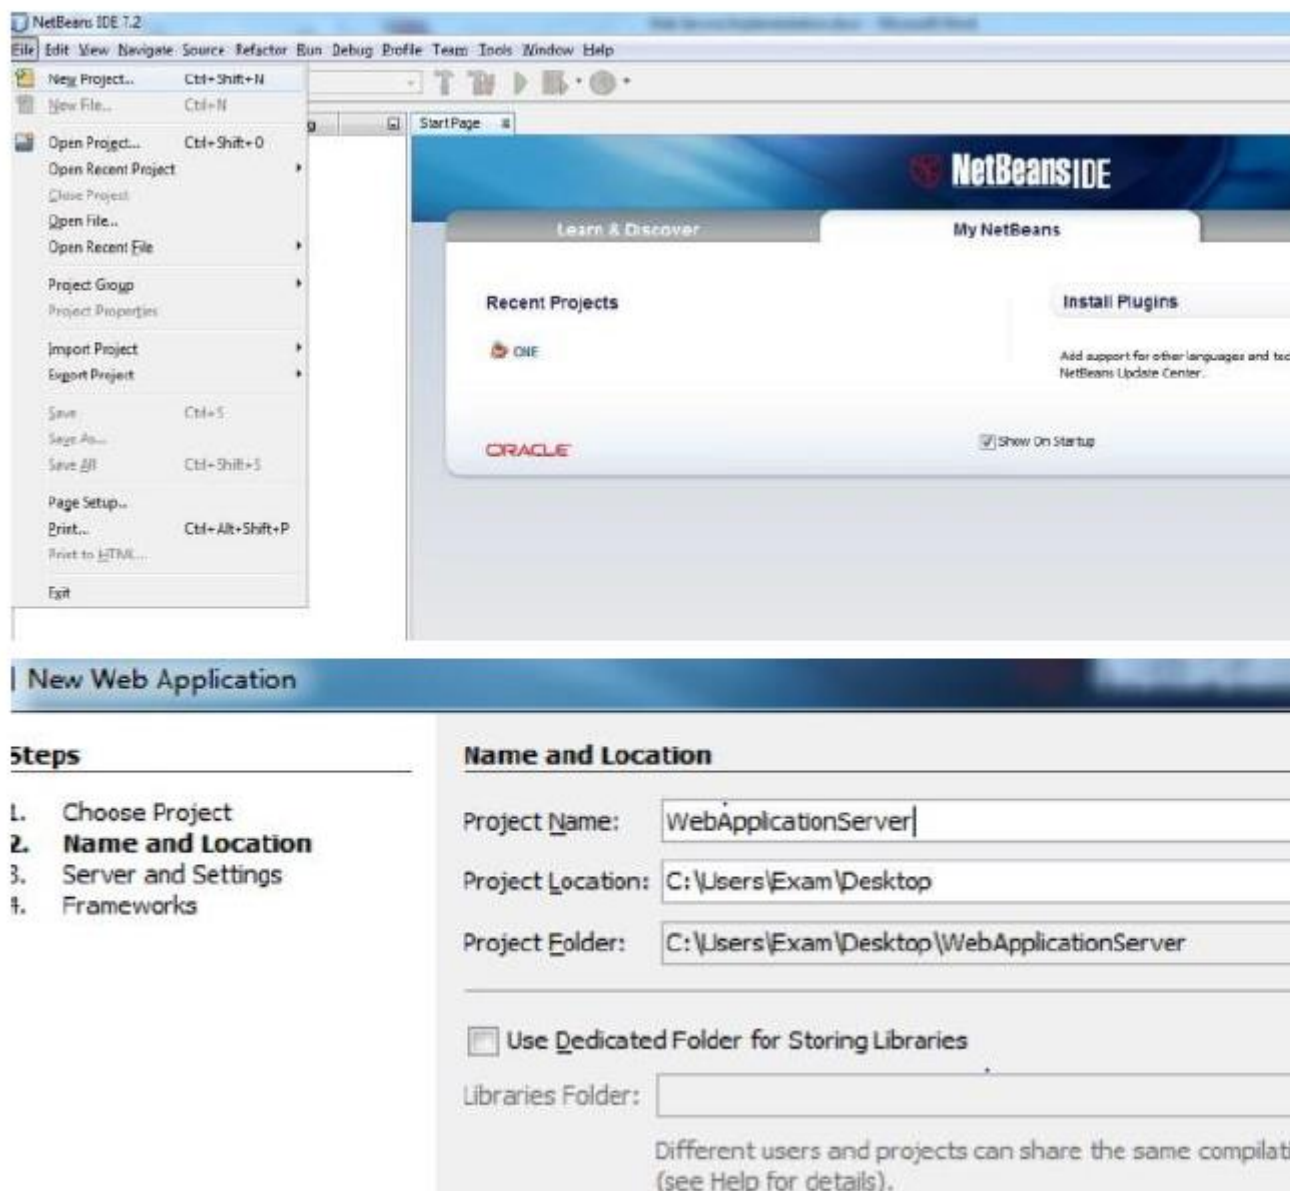 NetBeans IDE 7.2
File Edit View Navigate Source Refactor Run Debug Profile Team Tools Window Help
New Project... Ctrl+Shift+N
New File... Ctrl+N
Open Project... Ctrl+Shift+O
Open Recent Project
Close Project
Open File...
Open Recent File
Project Group
Project Properties
Import Project
Export Project
Save Ctrl+S
Save As...
Save All Ctrl+Shift+S
Page Setup...
Print... Ctrl+Alt+Shift+P
Print to HTML...
Exit
g
Start Page
NetBeans IDE
Learn & Discover
My NetBeans
Recent Projects
ONE
Install Plugins
Add support for other languages and tec
NetBeans Update Center.
ORACLE
Show On Startup
New Web Application
Steps
1. Choose Project
2. Name and Location
3. Server and Settings
4. Frameworks
Name and Location
Project Name: WebApplicationServer
Project Location: C:\Users\Exam\Desktop
Project Folder: C:\Users\Exam\Desktop\WebApplicationServer
Use Dedicated Folder for Storing Libraries
Libraries Folder:
Different users and projects can share the same compilati
(see Help for details).